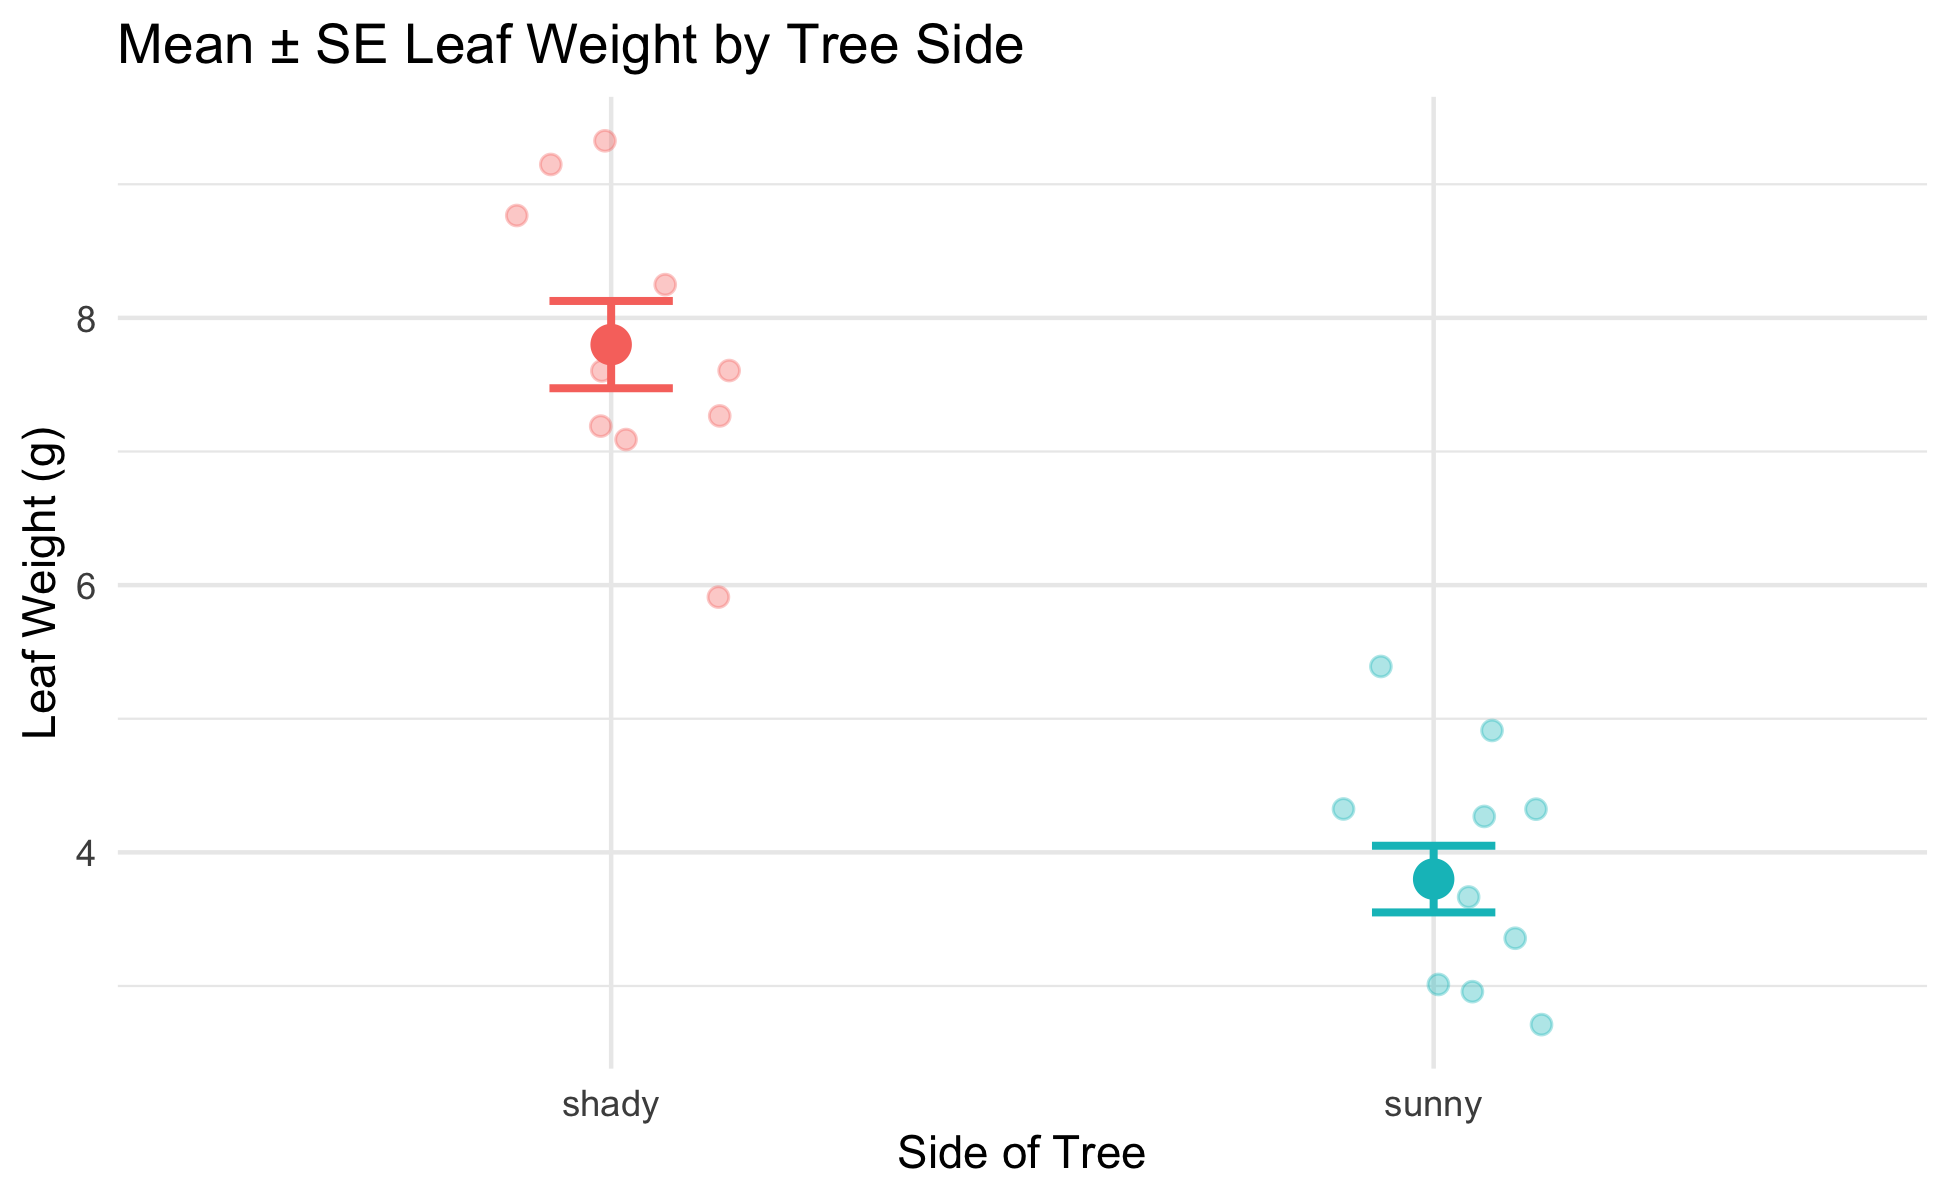 Mean ± SE Leaf Weight by Tree Side
Leaf Weight (g)
8
6
4
shady
sunny
Side of Tree